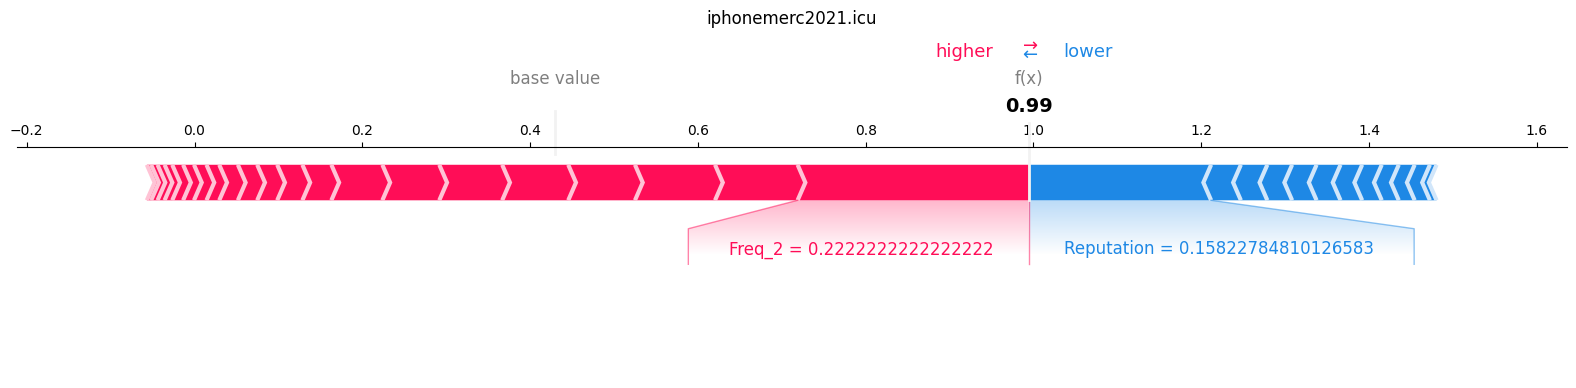 iphonemerc2021.icu
higher ⇄ lower
base value f(x)
0.99
−0.2 0.0 0.2 0.4 0.6 0.8 1.0 1.2 1.4 1.6
Freq_2 = 0.2222222222222222 Reputation = 0.15822784810126583